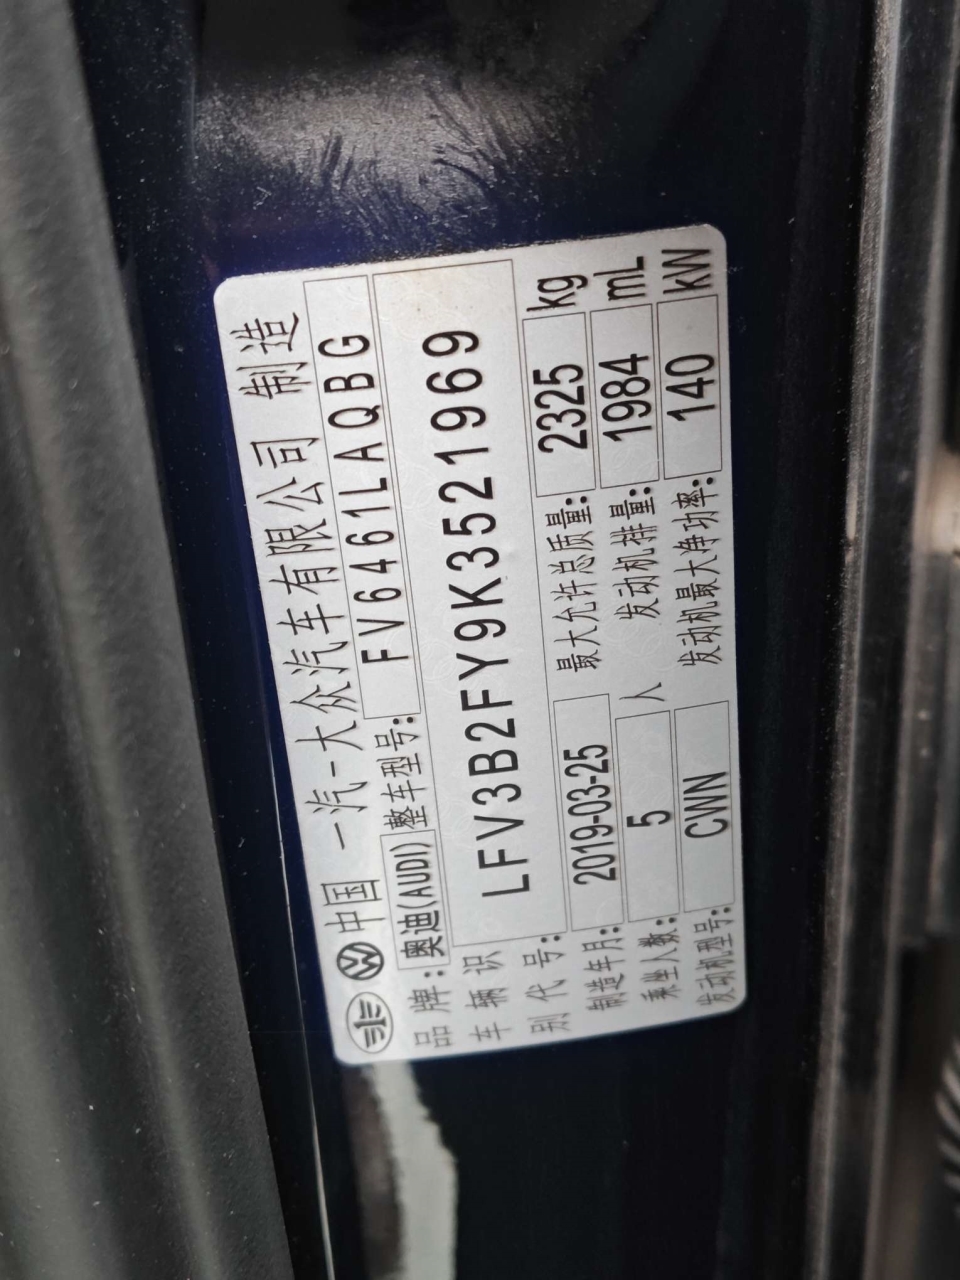 中国 一汽-大众汽车有限公司 制造
品牌: 奥迪(AUDI) 整车型号: FV6461LAQBG
车辆识别代号: LFV3B2FY9K3521969
制造年月: 2019-03-25 最大允许总质量: 2325 kg
乘坐人数: 5 人 发动机排量: 1984 mL
发动机型号: CWN 发动机最大净功率: 140 kW